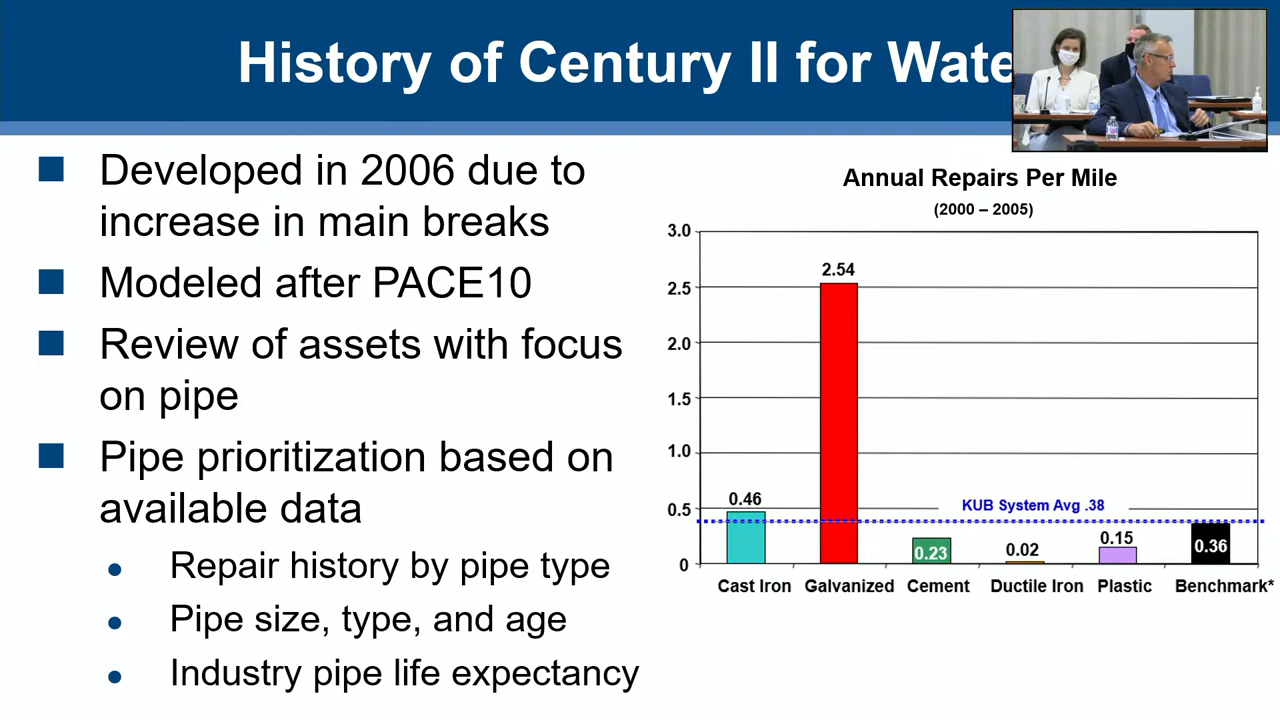 History of Century II for Wate
Developed in 2006 due to
increase in main breaks
Modeled after PACE10
Review of assets with focus
on pipe
Pipe prioritization based on
available data
Repair history by pipe type
Pipe size, type, and age
Industry pipe life expectancy
Annual Repairs Per Mile
(2000 – 2005)
3.0
2.5
2.0
1.5
1.0
0.5
0
0.46
2.54
0.23
0.02
0.15
0.36
KUB System Avg .38
Cast Iron
Galvanized
Cement
Ductile Iron
Plastic
Benchmark*